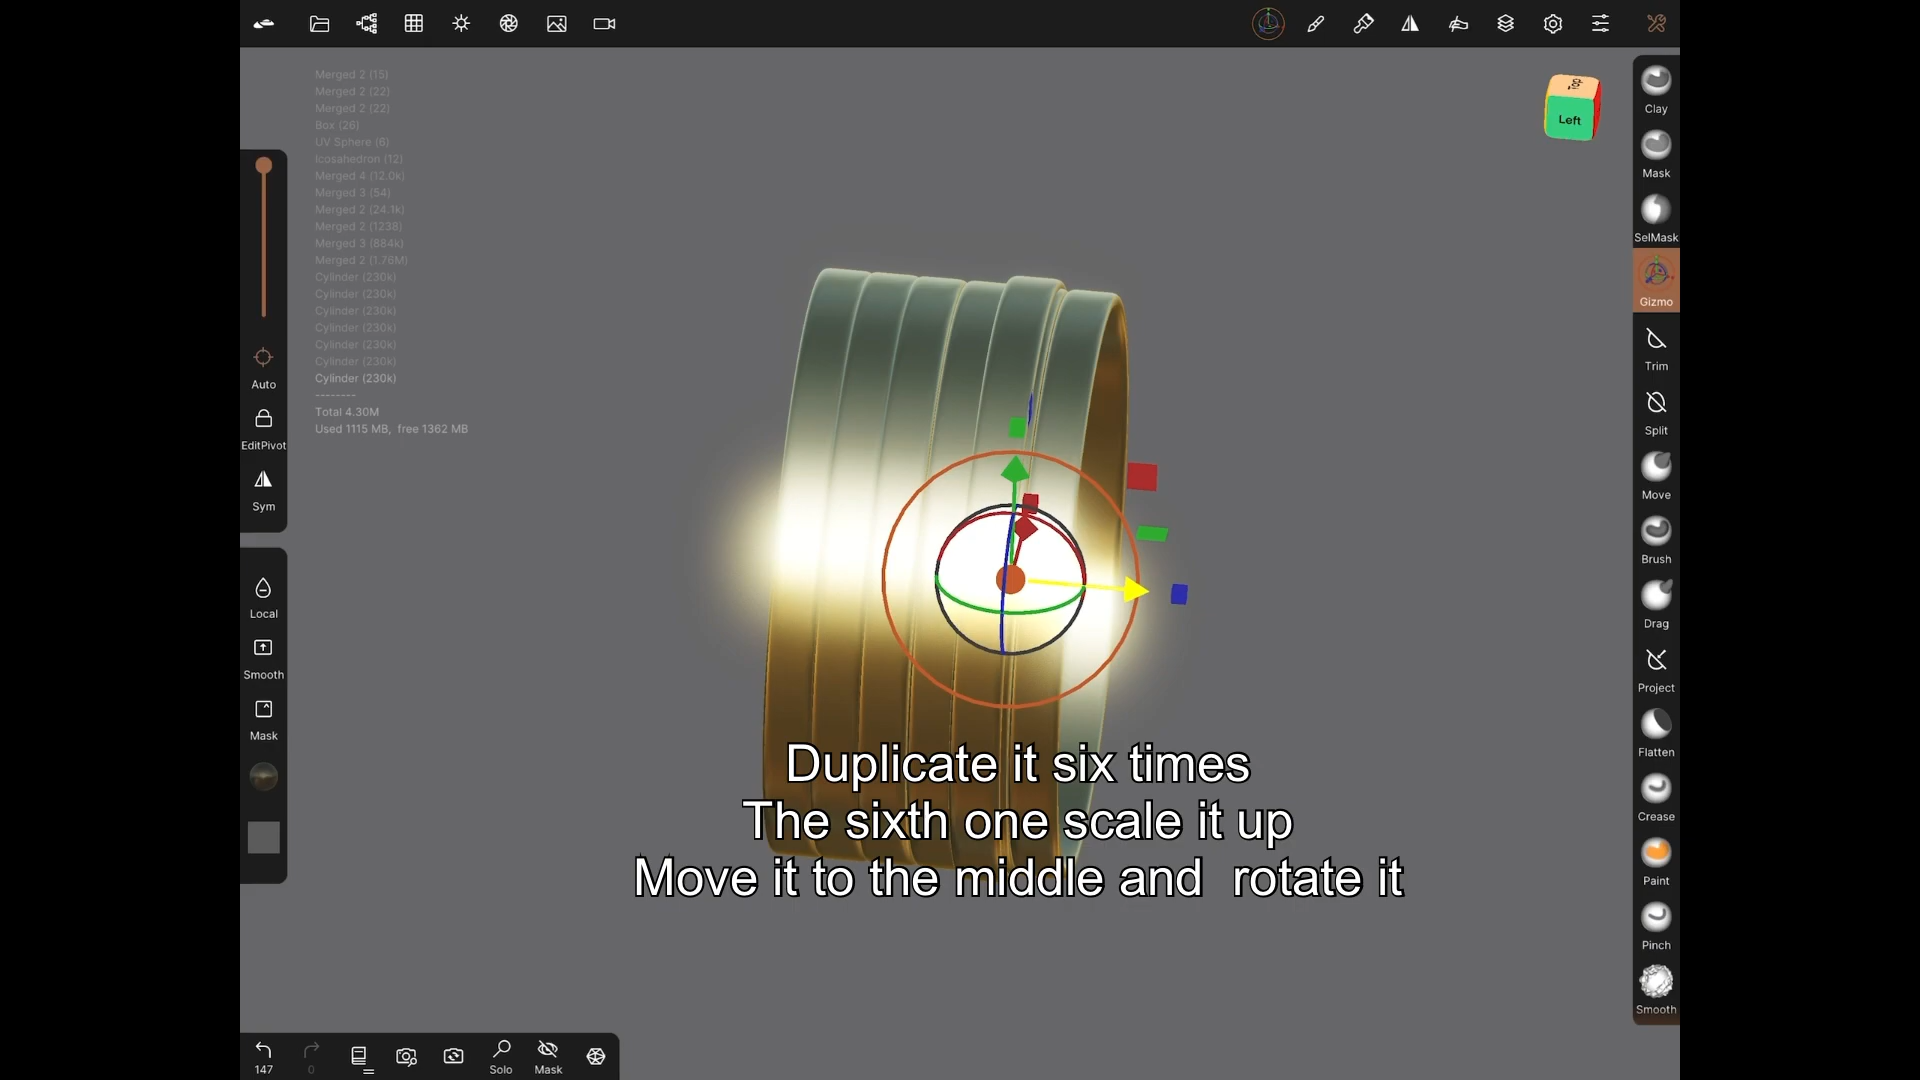 Merged 2 (15)
Merged 2 (22)
Merged 2 (22)
Box (26)
UV Sphere (6)
Icosahedron (12)
Merged 4 (12.0k)
Merged 3 (54)
Merged 2 (24.1k)
Merged 2 (1238)
Merged 3 (884k)
Merged 2 (1.76M)
Cylinder (230k)
Cylinder (230k)
Cylinder (230k)
Cylinder (230k)
Cylinder (230k)
Cylinder (230k)
Cylinder (230k)
--------
Total 4.30M
Used 1115 MB, free 1362 MB
Top
Left
Auto
EditPivot
Sym
Local
Smooth
Mask
Clay
Mask
SelMask
Gizmo
Trim
Split
Move
Brush
Drag
Project
Flatten
Crease
Paint
Pinch
Smooth
Duplicate it six times
The sixth one scale it up
Move it to the middle and  rotate it
147
0
Solo
Mask